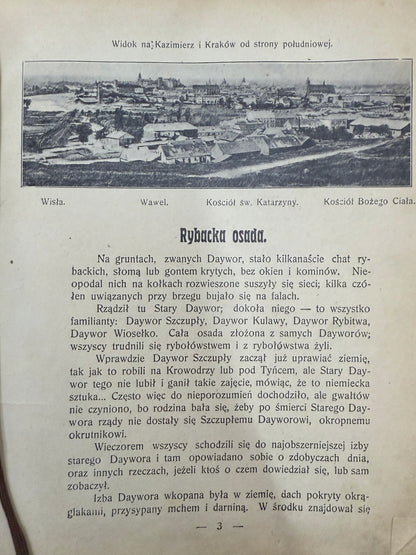 Widok na Kazimierz i Kraków od strony południowej.
Wisła. Wawel. Kościół św. Katarzyny. Kościół Bożego Ciała.
Rybacka osada.
Na gruntach, zwanych Daywor, stało kilkanaście chat ry-
backich, słomą lub gontem krytych, bez okien i kominów. Nie-
opodal nich na kołkach rozwieszone suszyły się sieci; kilka czó-
łen uwiązanych przy brzegu bujało się na falach.
Rządził tu Stary Daywor; dokoła niego — to wszystko
familianty: Daywor Szczupły, Daywor Kulawy, Daywor Rybitwa,
Daywor Wiosełko. Cała osada złożona z samych Dayworów;
wszyscy trudnili się rybołówstwem i z rybołówstwa żyli.
Wprawdzie Daywor Szczupły zaczął już uprawiać ziemię,
tak jak to robili na Krowodrzy lub pod Tyńcem, ale Stary Day-
wor tego nie lubił i ganił takie zajęcie, mówiąc, że to niemiecka
sztuka... Często więc do nieporozumień dochodziło, ale gwałtów
nie czyniono, bo rodzina bała się, żeby po śmierci Starego Day-
wora rządy nie dostały się Szczupłemu Dayworowi, okropnemu
okrutnikowi.
Wieczorem wszyscy schodzili się do najobszerniejszej izby
starego Daywora i tam opowiadano sobie o zdobyczach dnia,
oraz innych rzeczach, jeżeli ktoś o czem dowiedział się, lub sam
zobaczył.
Izba Daywora wkopana była w ziemię, dach pokryty okrą-
glakami, przysypany mchem i darniną. W środku znajdował się
— 3 —